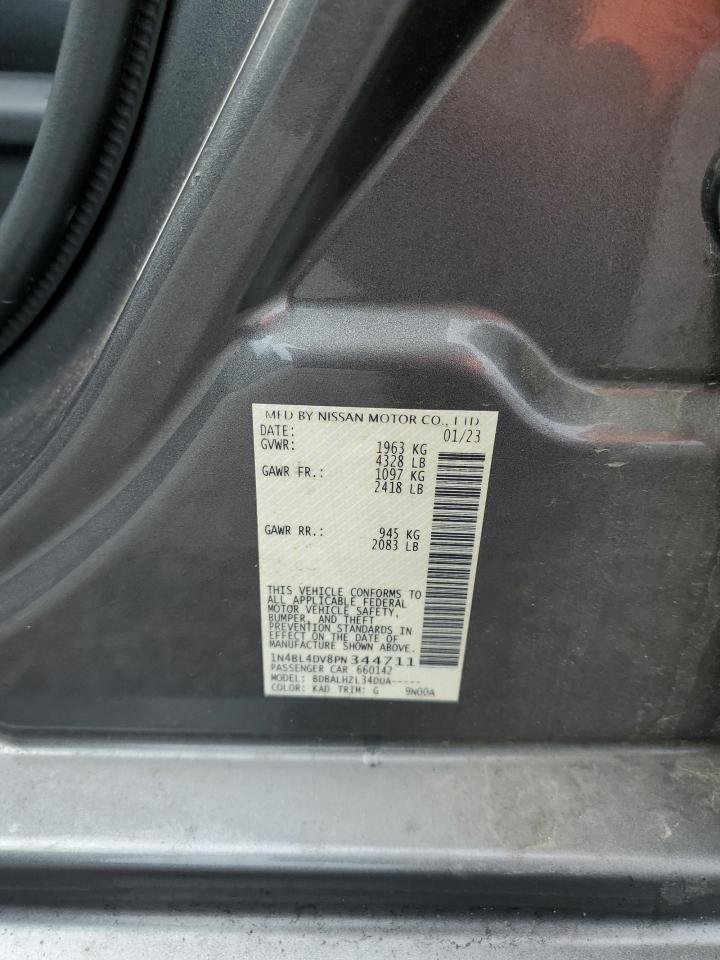 MFD BY NISSAN MOTOR CO., LTD
DATE: 01/23
GVWR: 1963 KG
4328 LB
GAWR FR.: 1097 KG
2418 LB
GAWR RR.: 945 KG
2083 LB
THIS VEHICLE CONFORMS TO
ALL APPLICABLE FEDERAL
MOTOR VEHICLE SAFETY,
BUMPER, AND THEFT
PREVENTION STANDARDS IN
EFFECT ON THE DATE OF
MANUFACTURE SHOWN ABOVE.
1N4BL4DV8PN344711
PASSENGER CAR 660142
MODEL: BDBALHZL34DUA-----
COLOR: KAD TRIM: G 9N00A